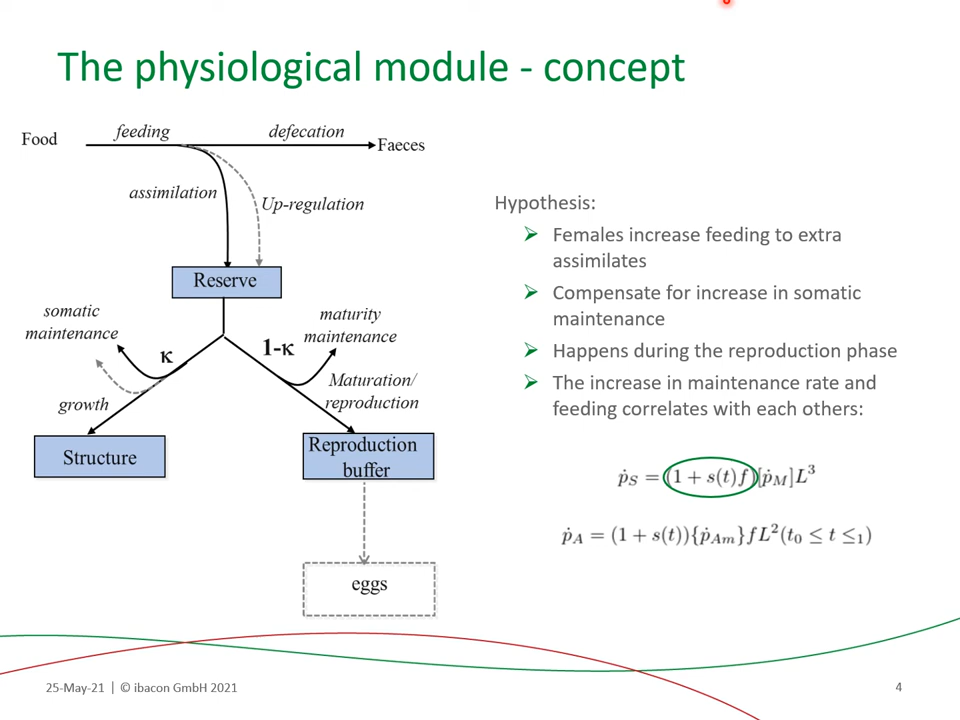 The physiological module - concept
Food
feeding
defecation
Faeces
assimilation
Up-regulation
Reserve
somatic
maintenance
κ
1-κ
maturity
maintenance
growth
Maturation/
reproduction
Structure
Reproduction
buffer
eggs
Hypothesis:
Females increase feeding to extra
assimilates
Compensate for increase in somatic
maintenance
Happens during the reproduction phase
The increase in maintenance rate and
feeding correlates with each others:
ṗ_S = (1 + s(t)f)[ṗ_M]L³
ṗ_A = (1 + s(t)){ṗ_Am}fL²(t₀ ≤ t ≤₁)
25-May-21 | © ibacon GmbH 2021
4